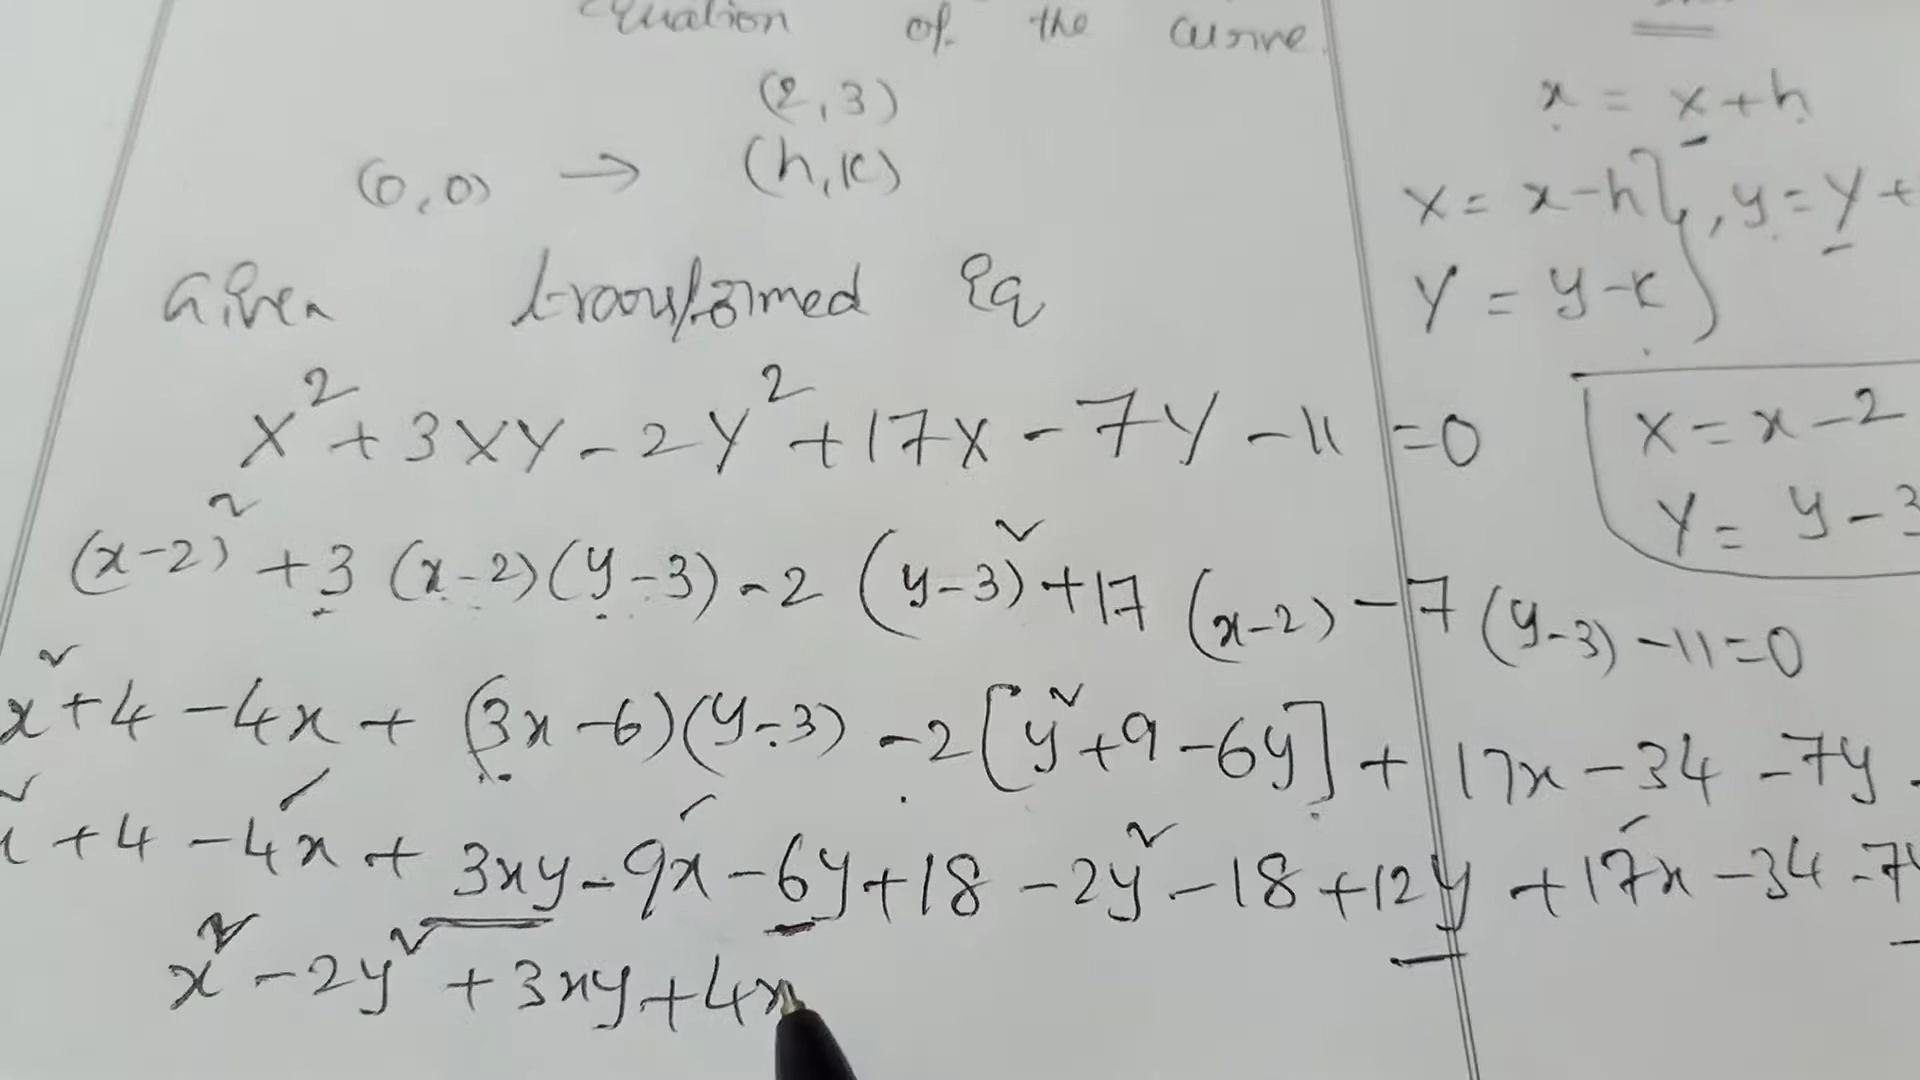 Equation of the curve
(2,3)
(0,0) → (h,k)
x = X+h
X = x-h}, y = Y+
Y = y-k
Given transformed Eq
X²+3XY-2Y²+17X-7Y-11=0
X=x-2
Y=y-3
(x-2)²+3(x-2)(y-3)-2(y-3)²+17(x-2)-7(y-3)-11=0
x²+4-4x+(3x-6)(y-3)-2[y²+9-6y]+17x-34-7y
x²+4-4x+3xy-9x-6y+18-2y²-18+12y+17x-34-7y
x²-2y²+3xy+4x